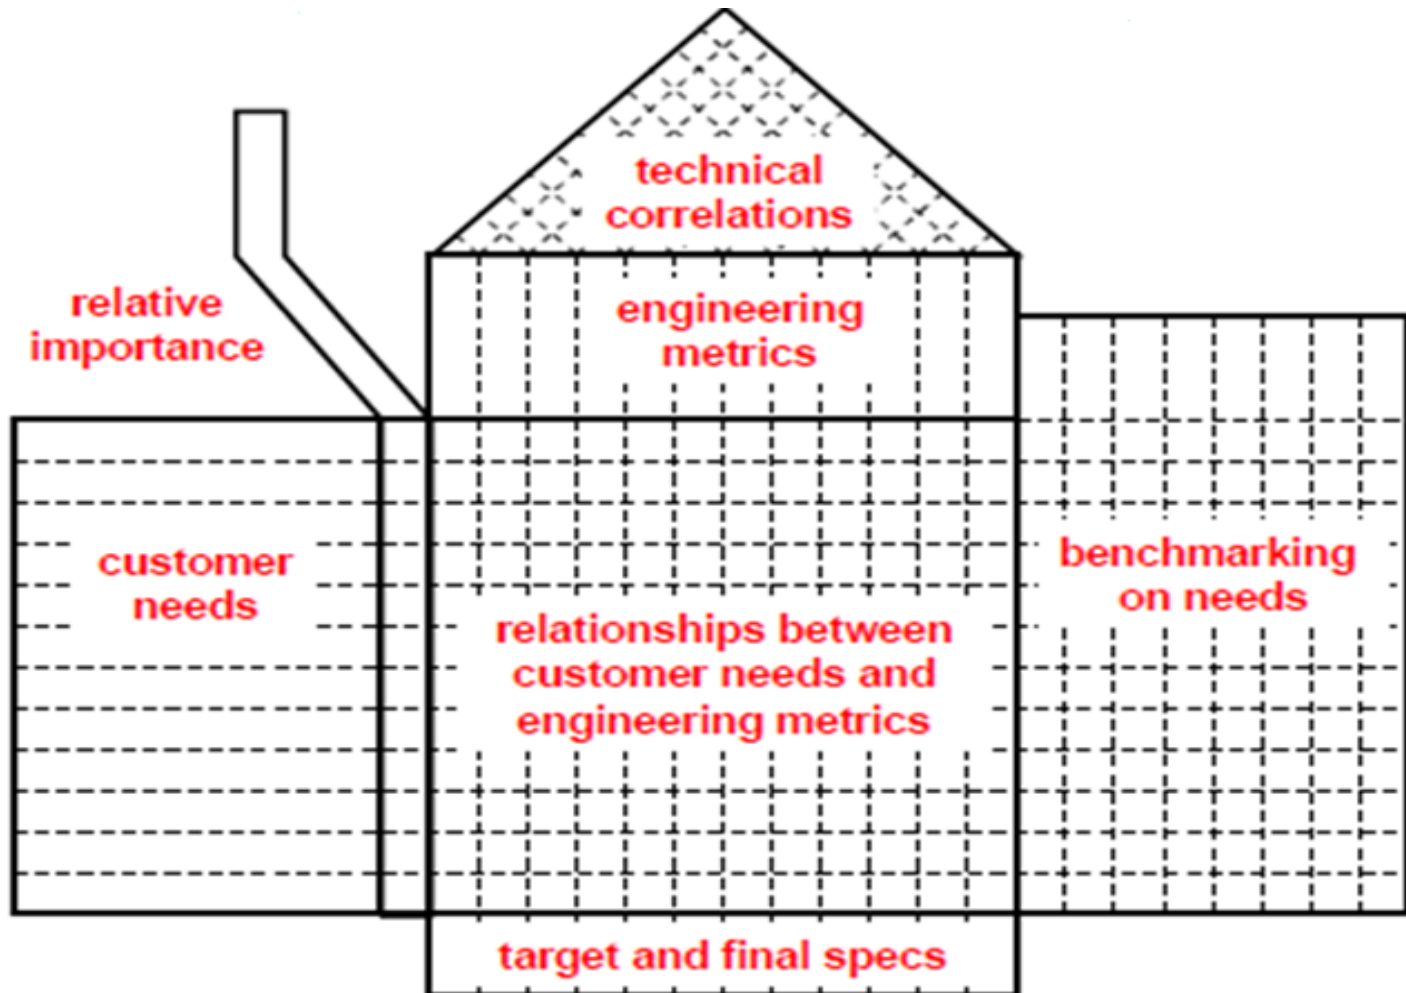 technical
correlations
engineering
metrics
relative
importance
customer
needs
benchmarking
on needs
relationships between
customer needs and
engineering metrics
target and final specs